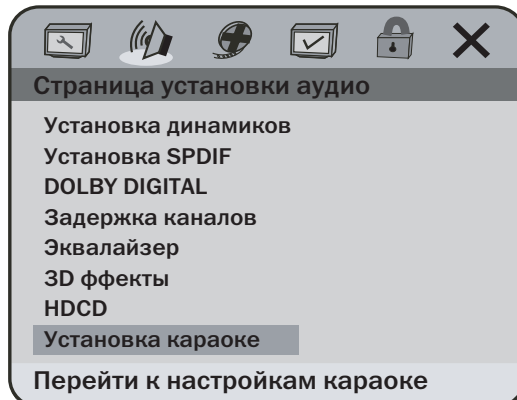 Страница установки аудио
Установка динамиков
Установка SPDIF
DOLBY DIGITAL
Задержка каналов
Эквалайзер
3D ффекты
HDCD
Установка караоке
Перейти к настройкам караоке